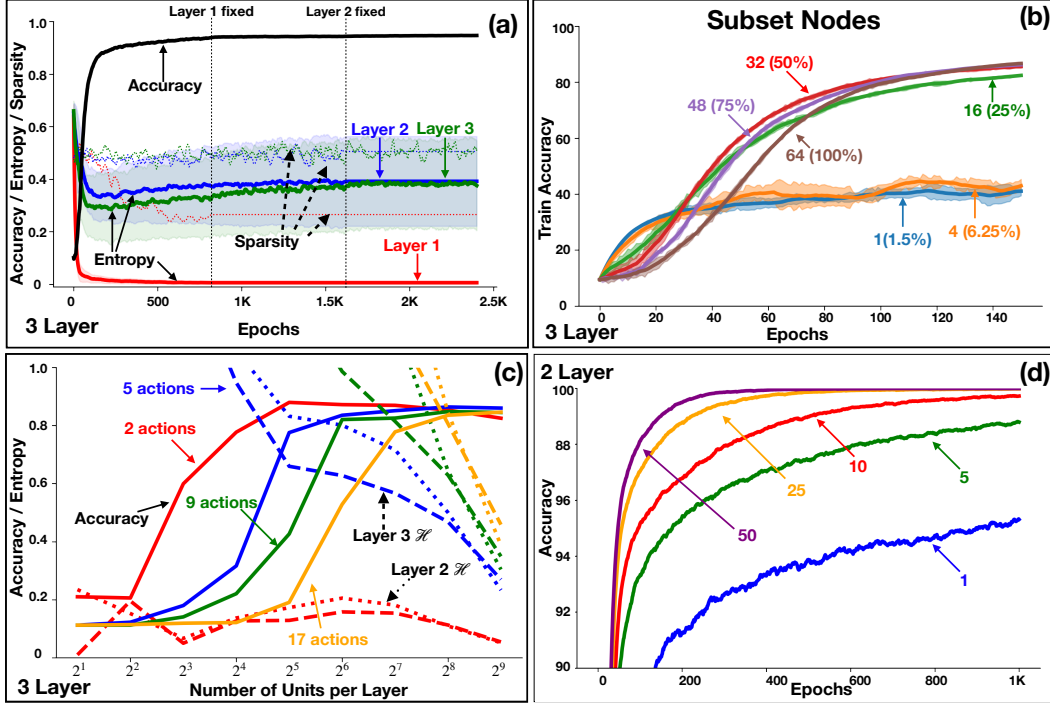 Layer 1 fixed
Layer 2 fixed
(a)
1.0
0.8
0.6
0.4
0.2
0
Accuracy / Entropy / Sparsity
Accuracy
Layer 2
Layer 3
Sparsity
Entropy
Layer 1
0
500
1K
1.5K
2K
2.5K
3 Layer
Epochs
Subset Nodes
(b)
100
80
60
40
20
0
Train Accuracy
32 (50%)
48 (75%)
16 (25%)
64 (100%)
1(1.5%)
4 (6.25%)
0
20
40
60
80
100
120
140
3 Layer
Epochs
(c)
1.0
0.8
0.6
0.4
0.2
0
Accuracy / Entropy
5 actions
2 actions
Accuracy
9 actions
Layer 3 ℋ
Layer 2 ℋ
17 actions
2¹
2²
2³
2⁴
2⁵
2⁶
2⁷
2⁸
2⁹
3 Layer
Number of Units per Layer
2 Layer
(d)
100
98
96
94
92
90
Accuracy
50
25
10
5
1
0
200
400
600
800
1K
Epochs